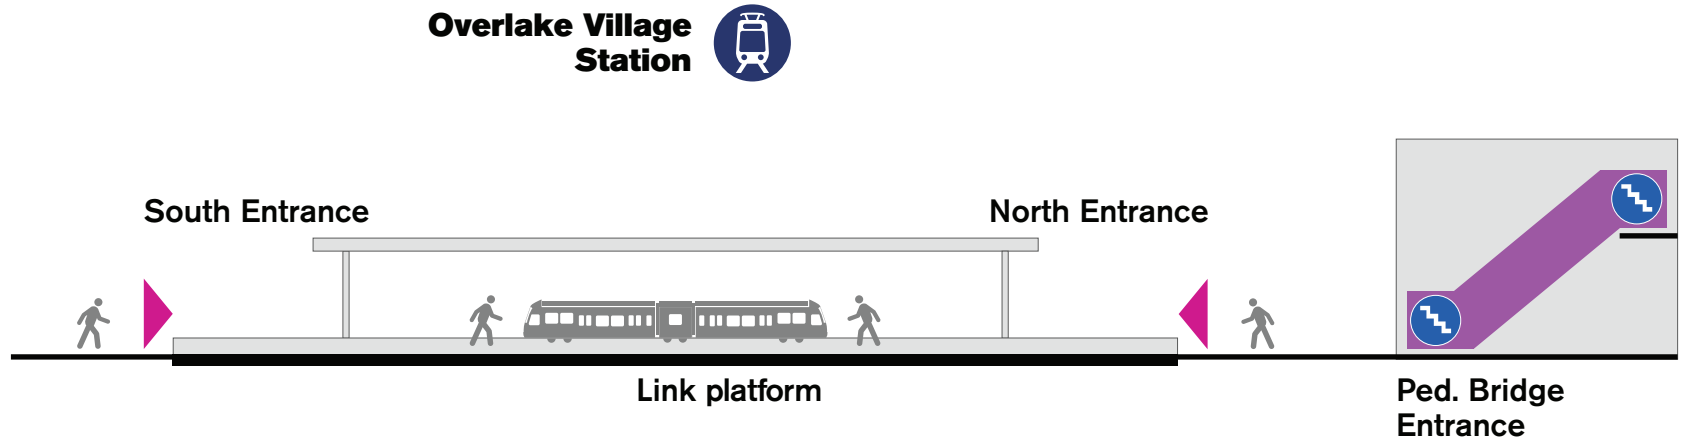 Overlake Village
Station
South Entrance
North Entrance
Link platform
Ped. Bridge
Entrance